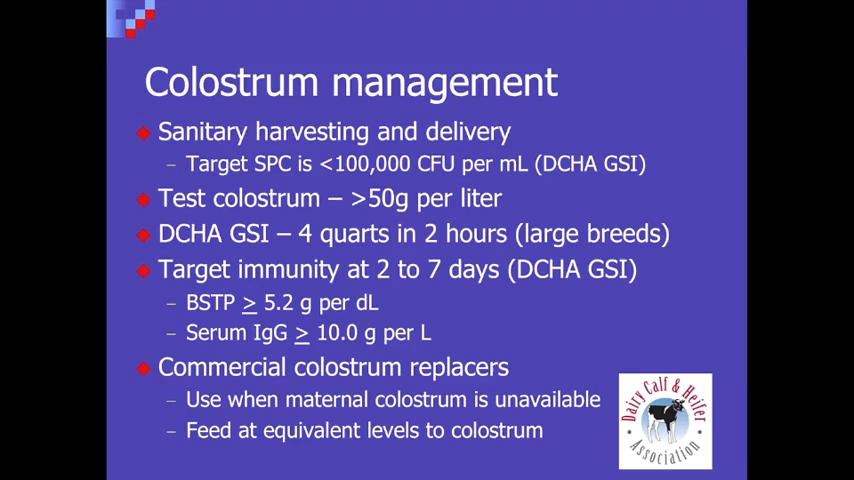 Colostrum management
Sanitary harvesting and delivery
– Target SPC is <100,000 CFU per mL (DCHA GSI)
Test colostrum – >50g per liter
DCHA GSI – 4 quarts in 2 hours (large breeds)
Target immunity at 2 to 7 days (DCHA GSI)
– BSTP ≥ 5.2 g per dL
– Serum IgG ≥ 10.0 g per L
Commercial colostrum replacers
– Use when maternal colostrum is unavailable
– Feed at equivalent levels to colostrum
Dairy Calf & Heifer
Association